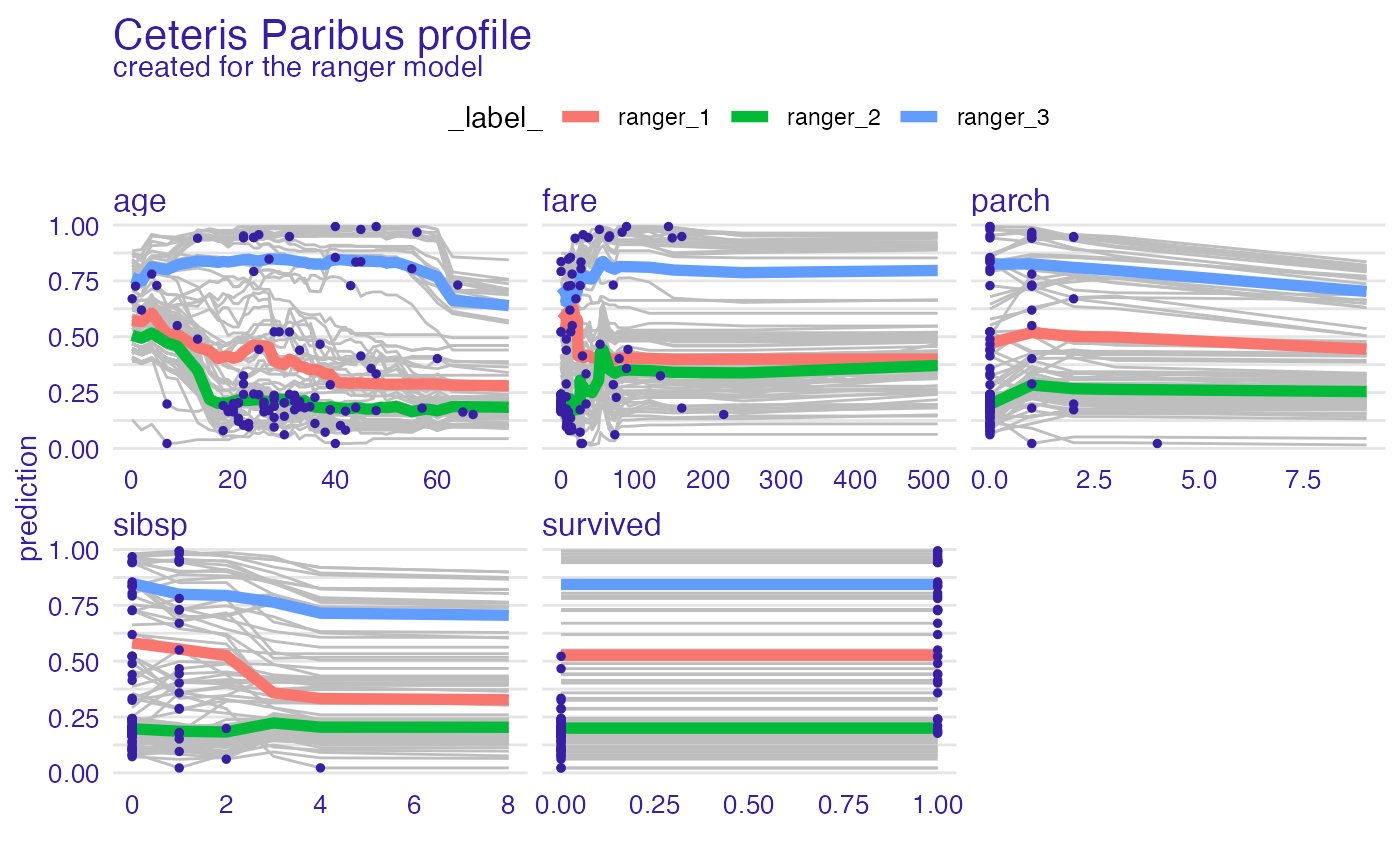 Ceteris Paribus profile
created for the ranger model
_label_ ranger_1 ranger_2 ranger_3
age fare parch
1.00
0.75
0.50
0.25
0.00
0 20 40 60 0 100 200 300 400 500 0.0 2.5 5.0 7.5
prediction
sibsp survived
1.00
0.75
0.50
0.25
0.00
0 2 4 6 8 0.00 0.25 0.50 0.75 1.00